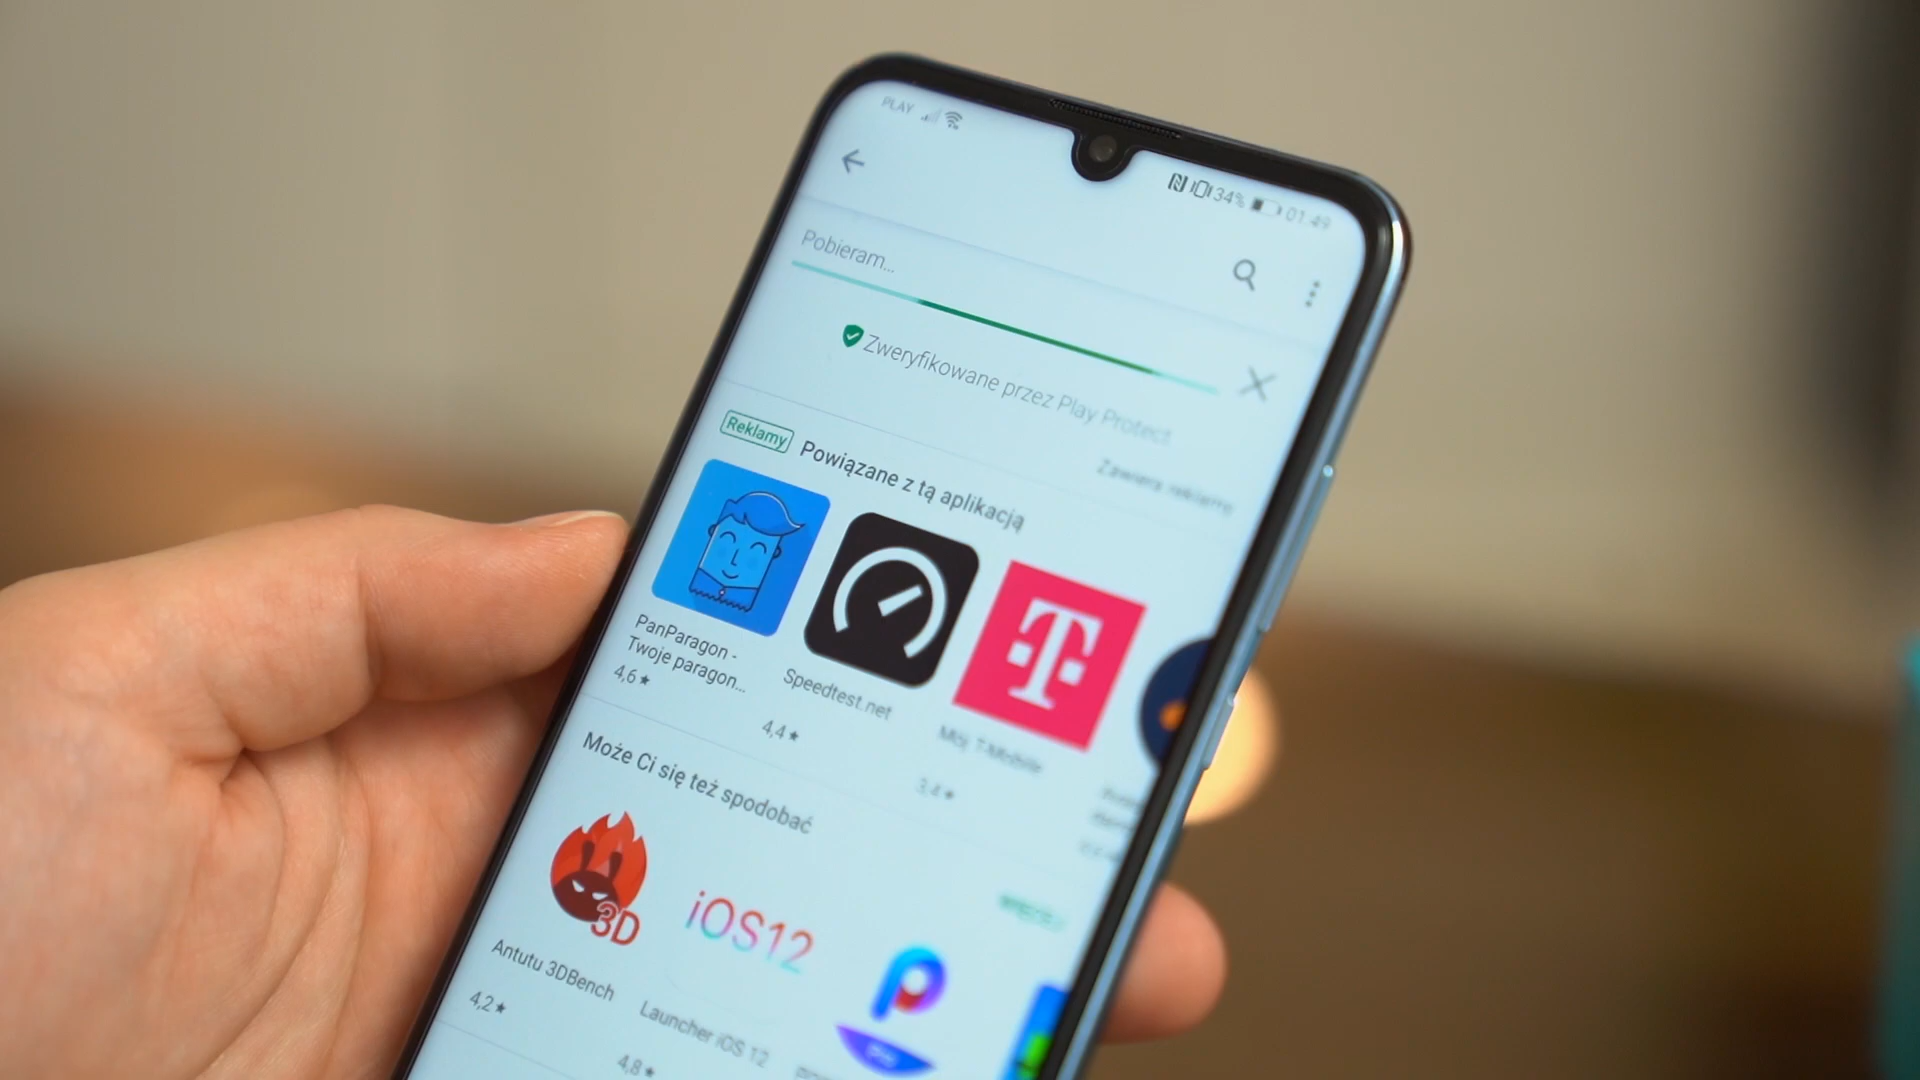 PLAY
34% 01:49
Pobieram...
Zweryfikowane przez Play Protect
Zawiera reklamy
Reklamy Powiązane z tą aplikacją
PanParagon -
Twoje paragon...
4,6★
Speedtest.net
4,4★
Mój T-Mobile
3,4★
Może Ci się też spodobać
WIĘCEJ
3D
Antutu 3DBench
4,2★
iOS12
Launcher iOS 12
4,8★